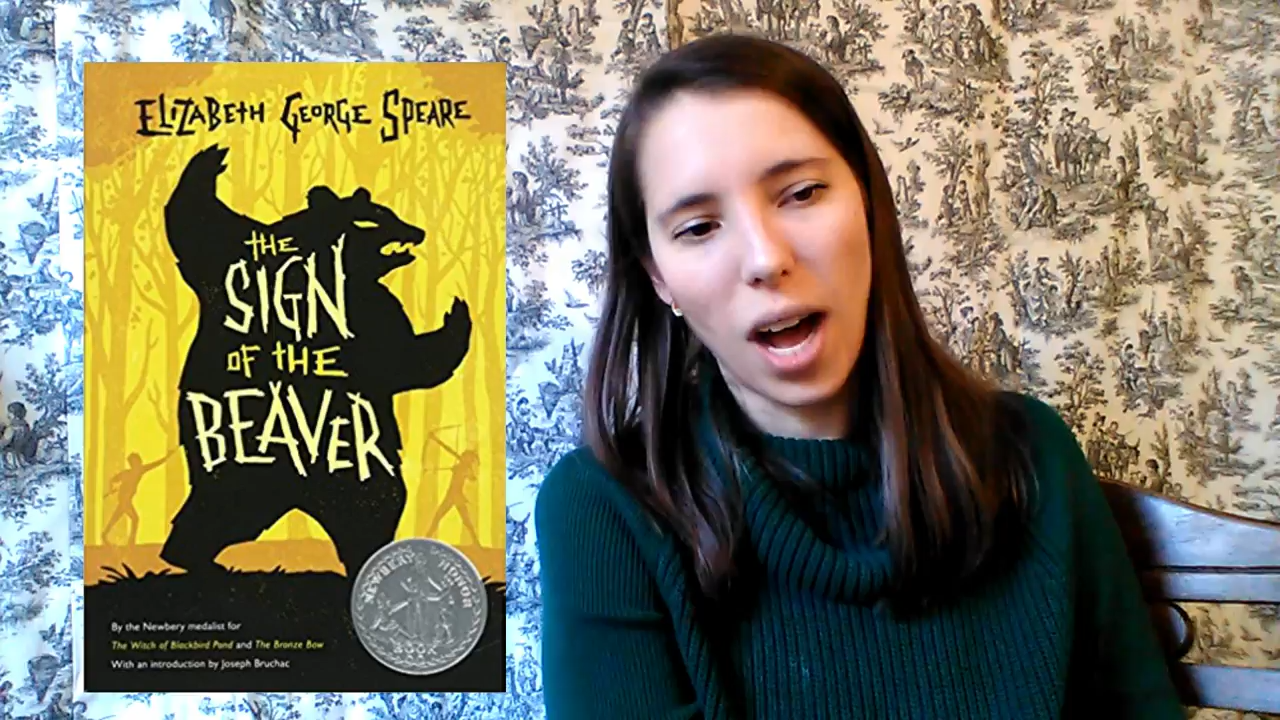 ELIZABETH GEORGE SPEARE
THE
SIGN
OF THE
BEAVER
NEWBERY HONOR
BOOK
By the Newbery medalist for
The Witch of Blackbird Pond and The Bronze Bow
With an introduction by Joseph Bruchac